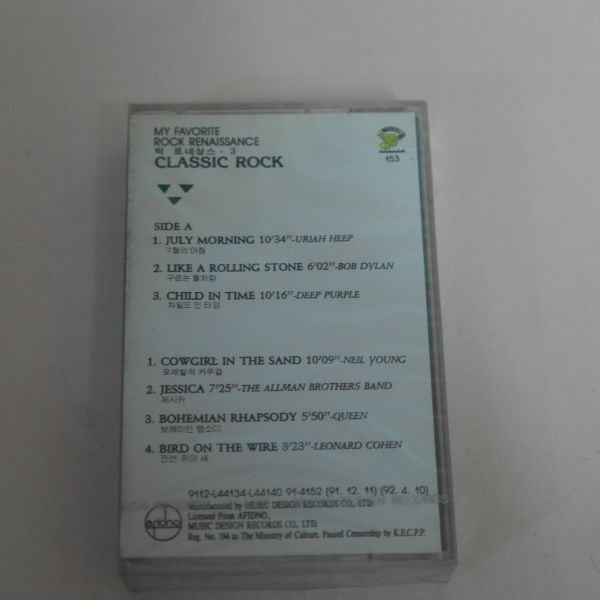 MY FAVORITE
ROCK RENAISSANCE
락 르네상스 · 3
CLASSIC ROCK
153
SIDE A
1. JULY MORNING 10'34"-URIAH HEEP
7월의 아침
2. LIKE A ROLLING STONE 6'02"-BOB DYLAN
구르는 돌처럼
3. CHILD IN TIME 10'16"-DEEP PURPLE
차일드 인 타임
1. COWGIRL IN THE SAND 10'09"-NEIL YOUNG
모래밭의 카우걸
2. JESSICA 7'25"-THE ALLMAN BROTHERS BAND
제시카
3. BOHEMIAN RHAPSODY 5'50"-QUEEN
보헤미안 랩소디
4. BIRD ON THE WIRE 3'23"-LEONARD COHEN
전선 위의 새
9112-L44134-L44140 91-4152 (91. 12. 11) (92. 4. 10)
Manufactured by MUSIC DESIGN RECORDS CO., LTD.
Licensed From AFIDNO.
MUSIC DESIGN RECORDS CO., LTD.
Reg. No. 194 to The Ministry of Culture. Passed Censorship by K.E.C.P.P.
afidno